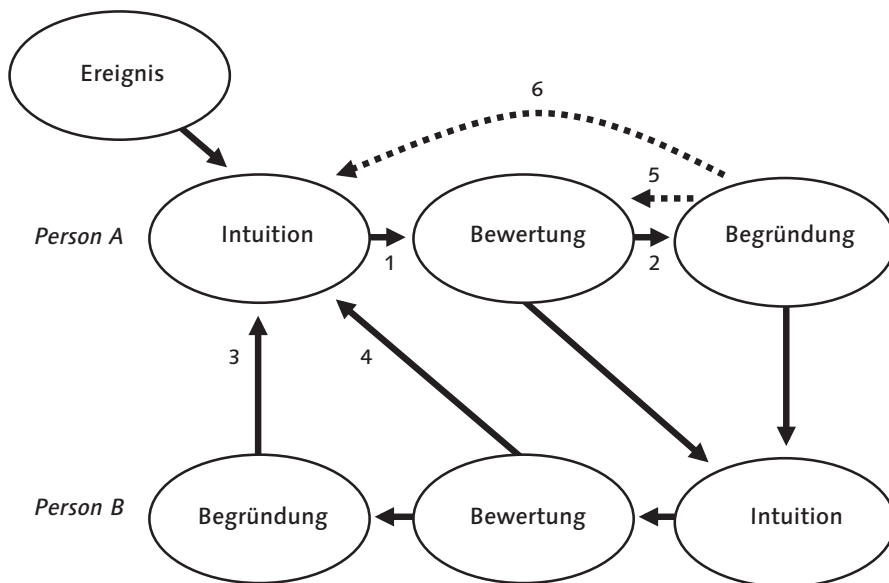 Ereignis
6
5
Person A
Intuition
Bewertung
Begründung
1
2
3
4
Person B
Begründung
Bewertung
Intuition